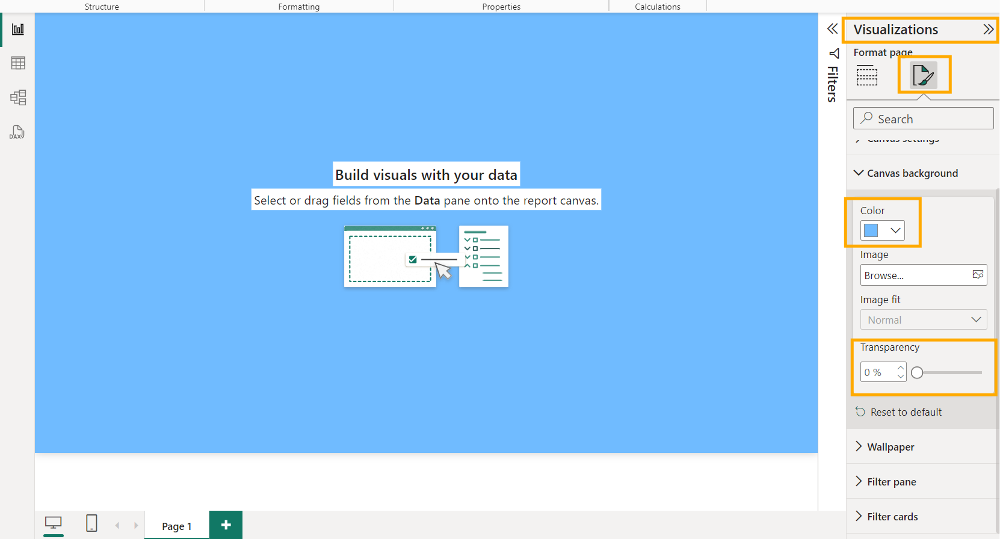 Structure
Formatting
Properties
Calculations
DAX
Build visuals with your data
Select or drag fields from the Data pane onto the report canvas.
Filters
Visualizations
Format page
Search
Canvas settings
Canvas background
Color
Image
Browse...
Image fit
Normal
Transparency
0 %
Reset to default
Wallpaper
Filter pane
Filter cards
Page 1